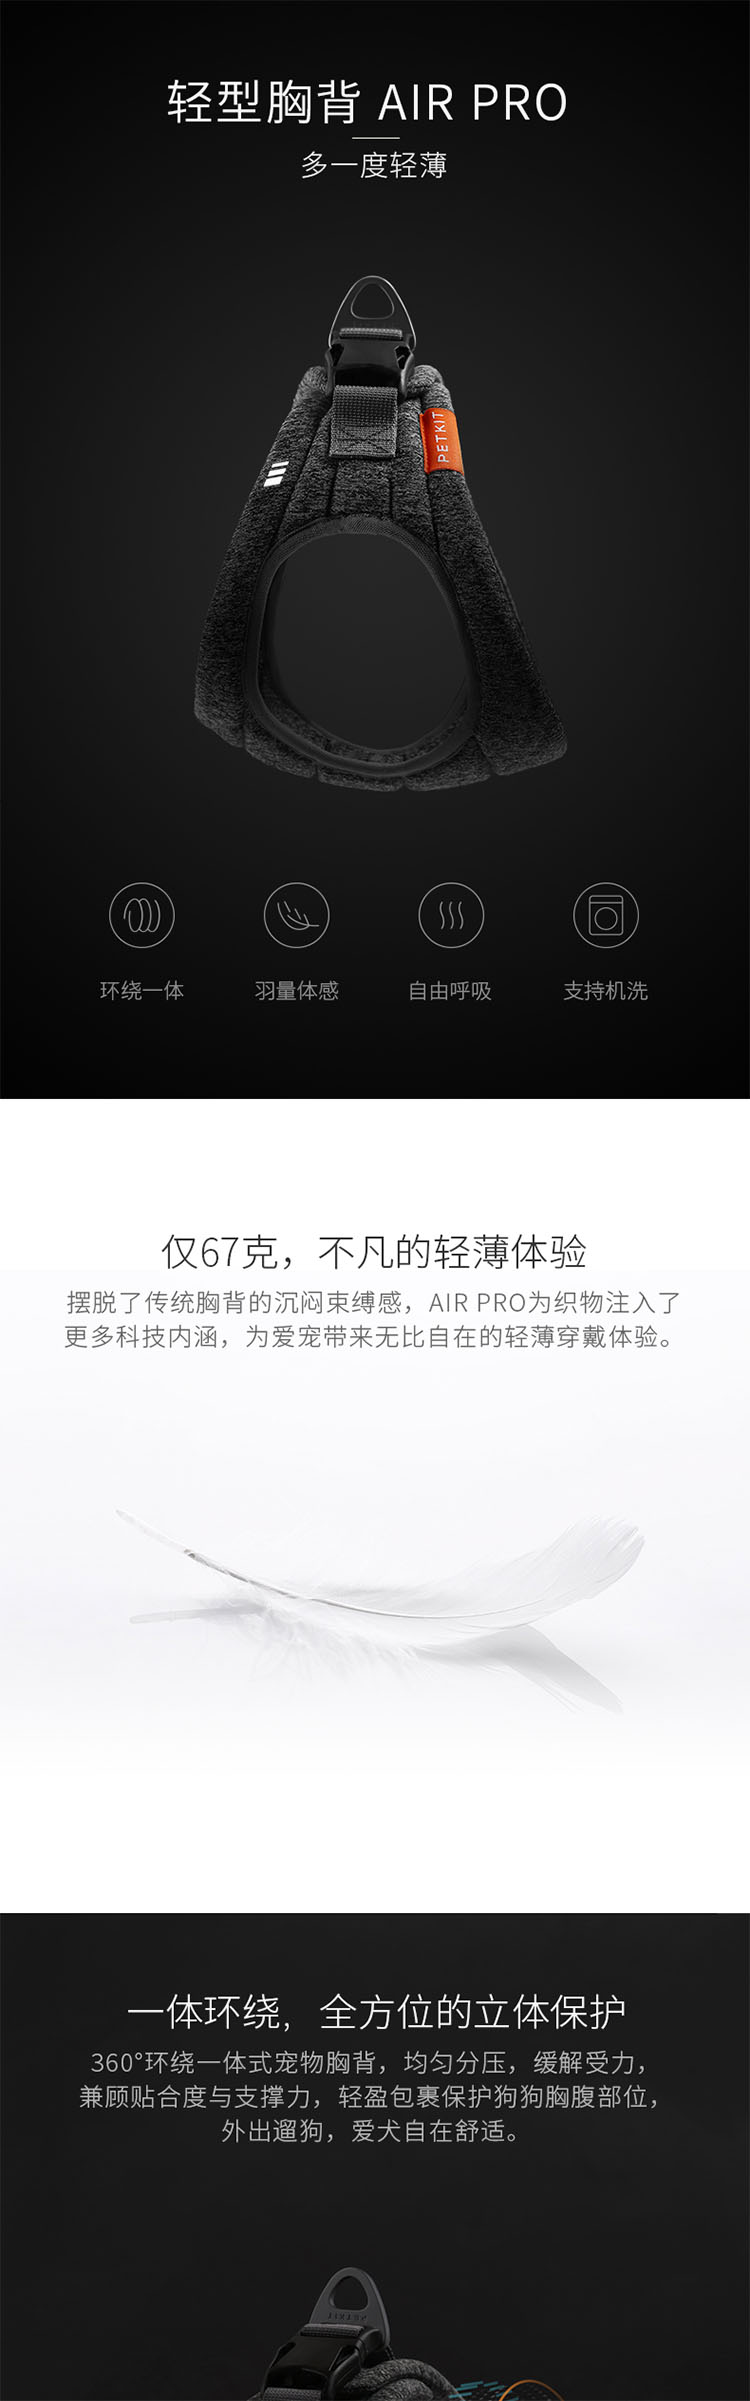 轻型胸背 AIR PRO
多一度轻薄
PETKIT
环绕一体
羽量体感
自由呼吸
支持机洗
仅67克，不凡的轻薄体验
摆脱了传统胸背的沉闷束缚感，AIR PRO为织物注入了
更多科技内涵，为爱宠带来无比自在的轻薄穿戴体验。
一体环绕，全方位的立体保护
360°环绕一体式宠物胸背，均匀分压，缓解受力，
兼顾贴合度与支撑力，轻盈包裹保护狗狗胸腹部位，
外出遛狗，爱犬自在舒适。
PETKIT